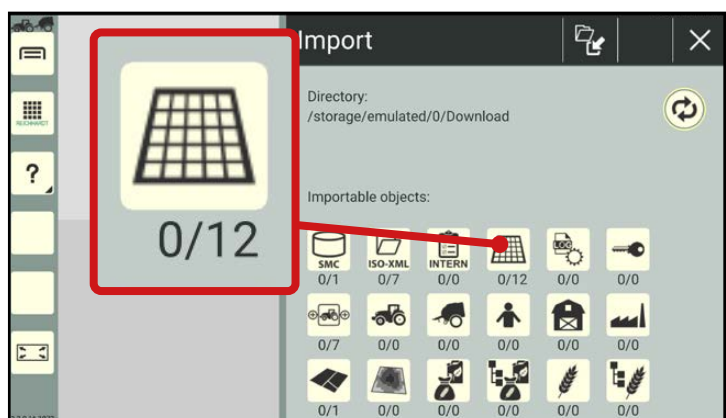 Import
Directory:
/storage/emulated/0/Download
REICHHARDT
?
Importable objects:
0/12
SMC
ISO-XML
INTERN
LOG
0/1
0/7
0/0
0/12
0/0
0/0
0/7
0/0
0/0
0/0
0/0
0/0
0/1
0/0
0/0
0/0
0/0
0/0